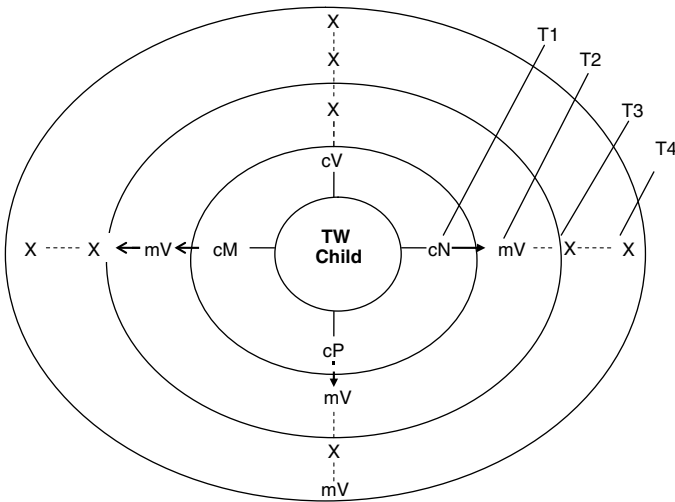 X
T1
X
T2
X
T3
cV
T4
TW
Child
X X mV cM cN mV X X
cP
mV
X
mV